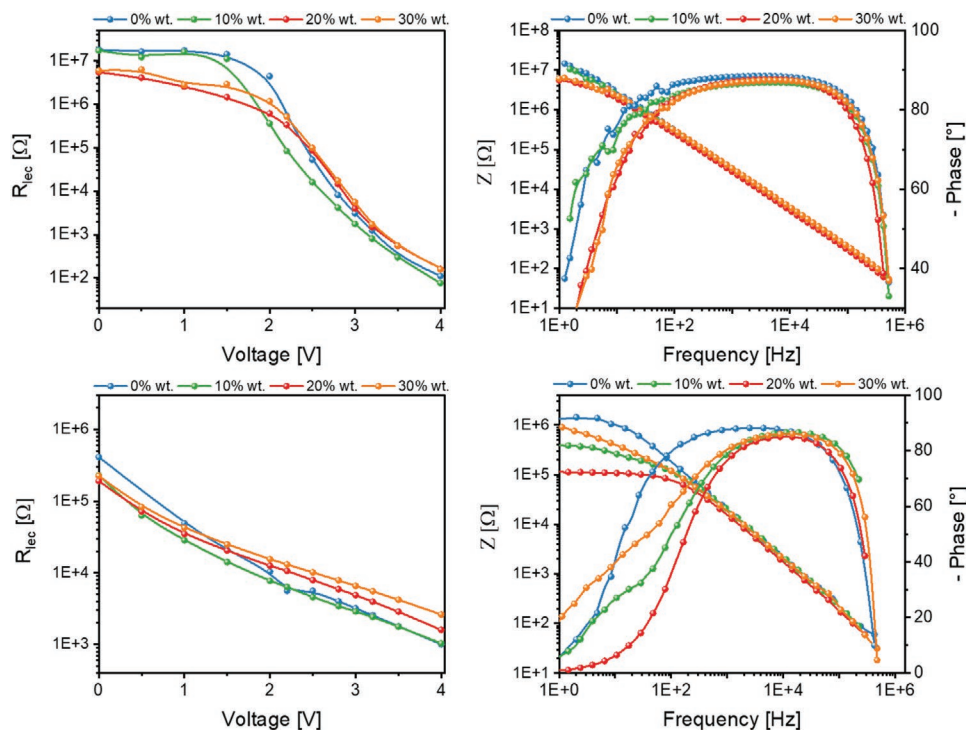 0% wt. 10% wt. 20% wt. 30% wt.
1E+7
1E+6
1E+5
1E+4
1E+3
1E+2
R_lec [Ω]
0 1 2 3 4
Voltage [V]
0% wt. 10% wt. 20% wt. 30% wt.
1E+8
1E+7
1E+6
1E+5
1E+4
1E+3
1E+2
1E+1
Z [Ω]
100
80
60
40
- Phase [°]
1E+0 1E+2 1E+4 1E+6
Frequency [Hz]
0% wt. 10% wt. 20% wt. 30% wt.
1E+6
1E+5
1E+4
1E+3
R_lec [Ω]
0 1 2 3 4
Voltage [V]
0% wt. 10% wt. 20% wt. 30% wt.
1E+6
1E+5
1E+4
1E+3
1E+2
1E+1
Z [Ω]
100
80
60
40
20
0
- Phase [°]
1E+0 1E+2 1E+4 1E+6
Frequency [Hz]